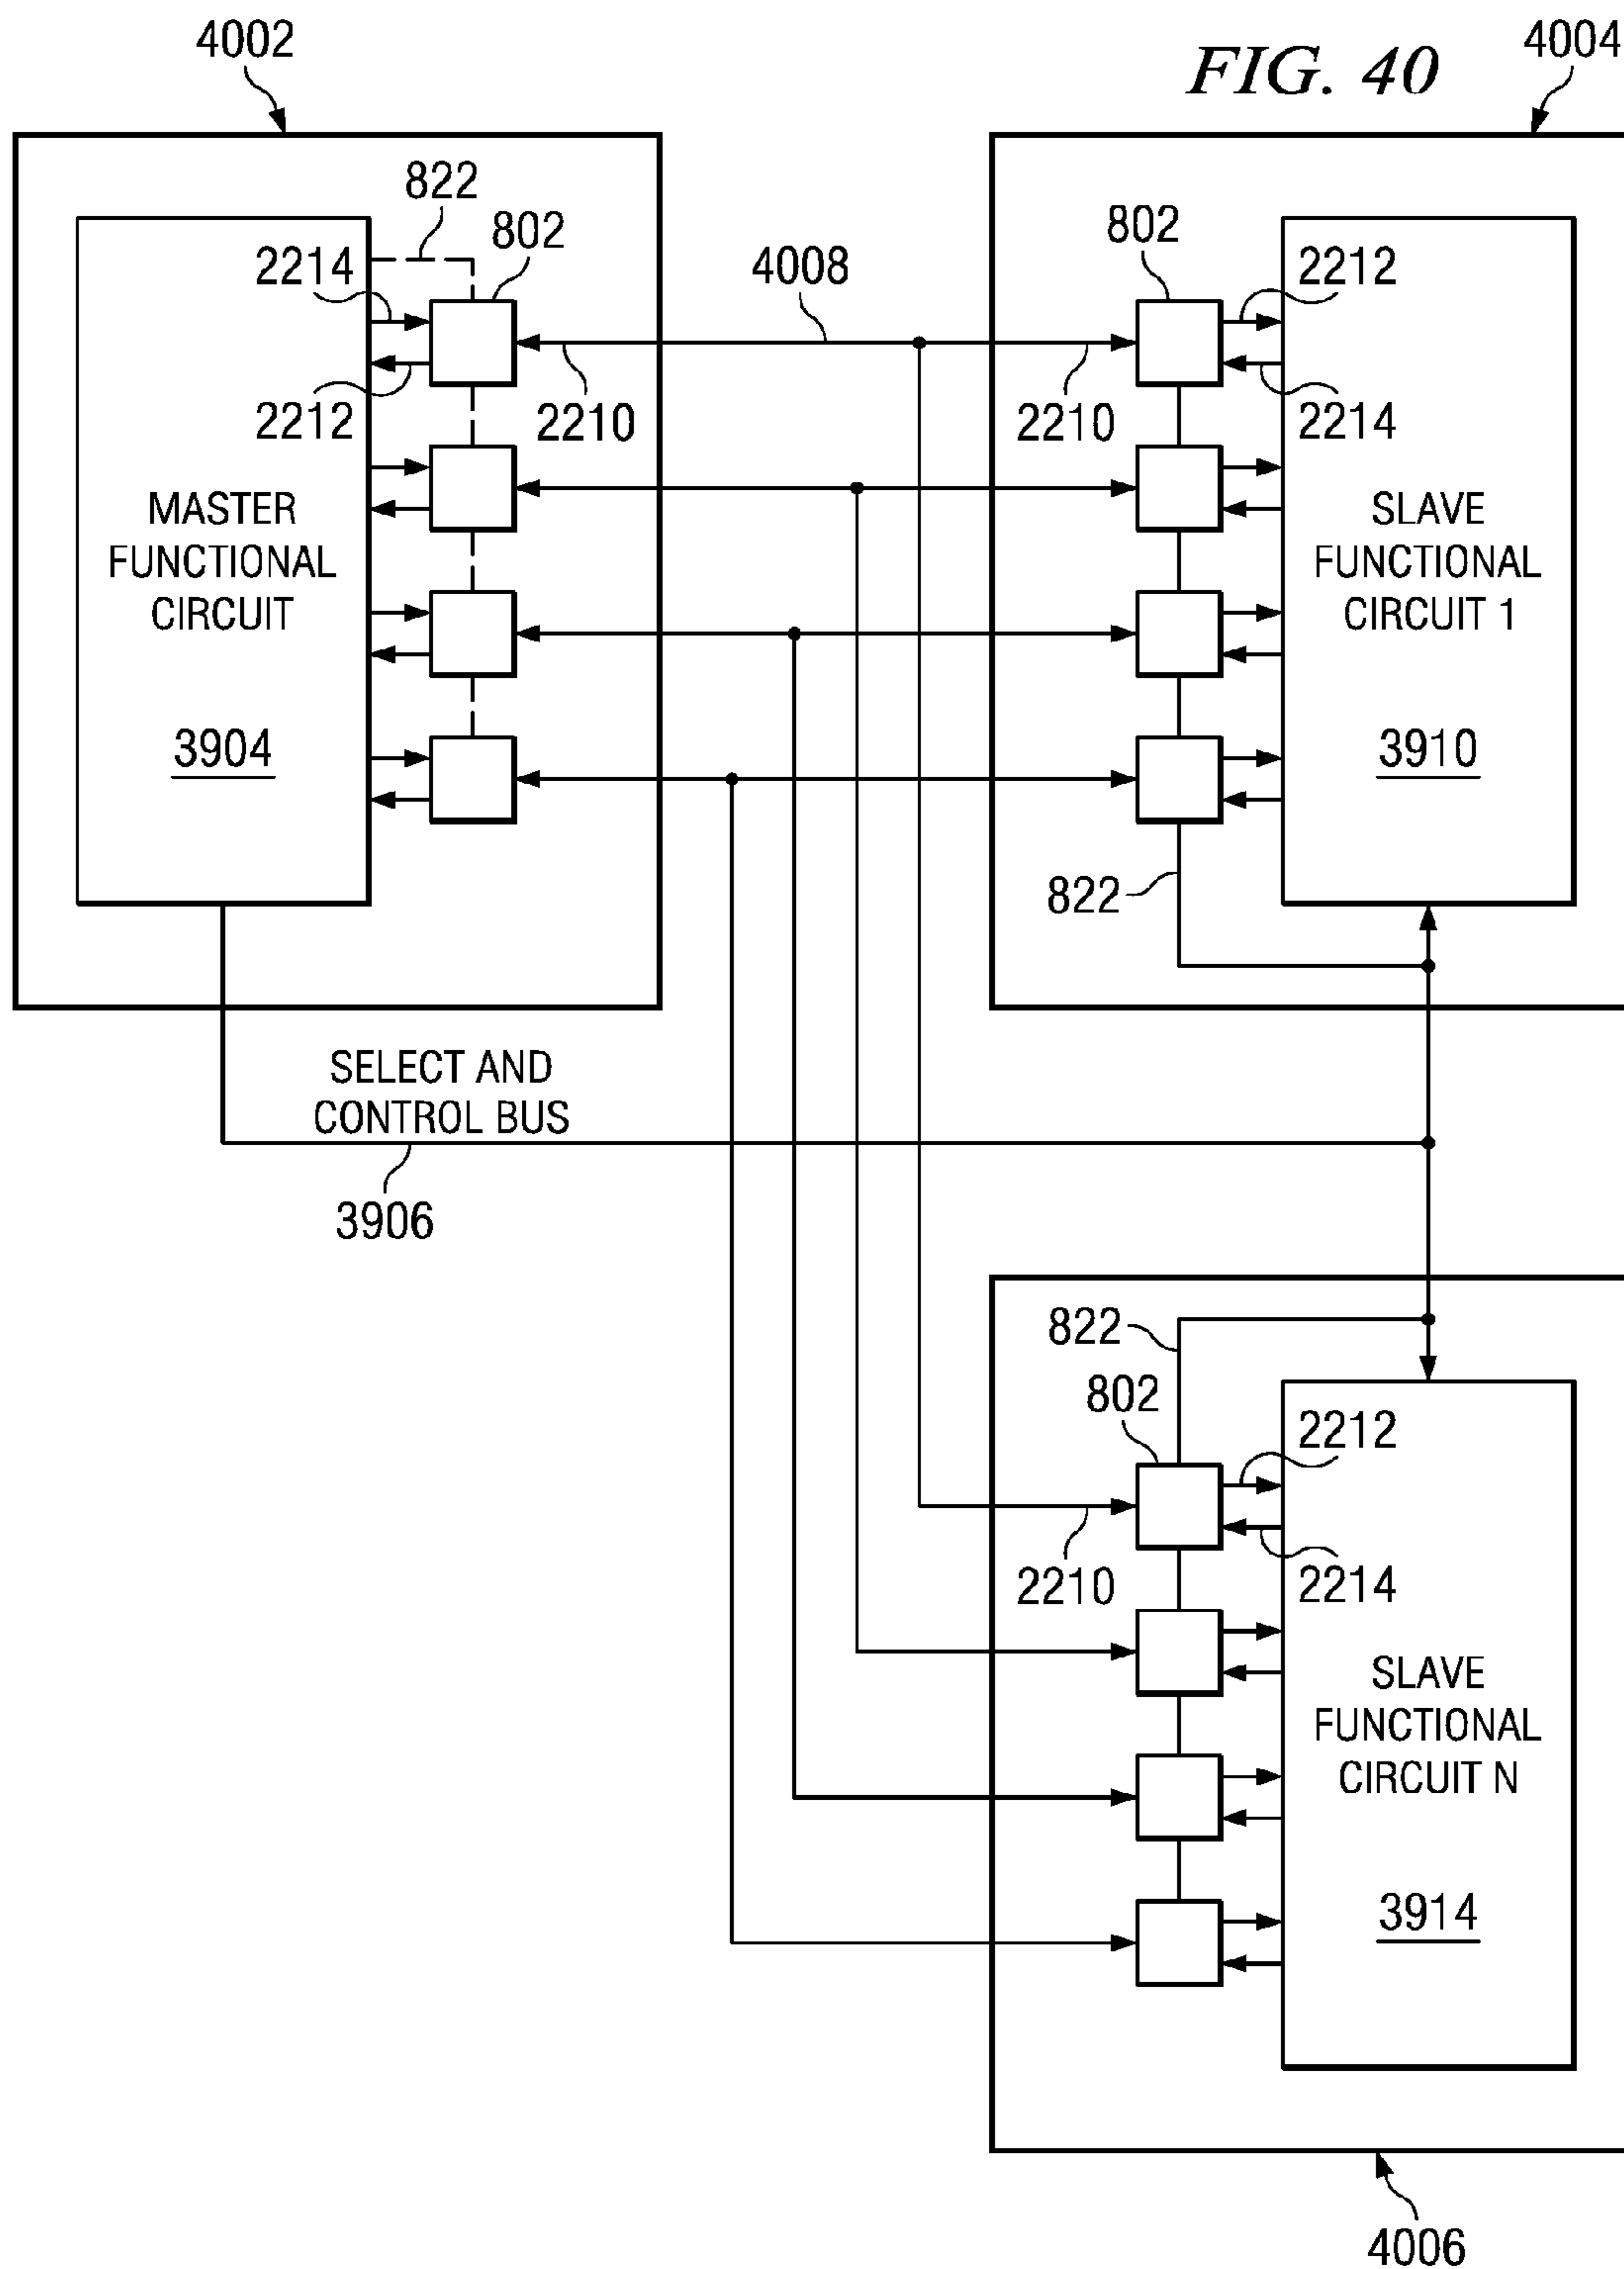 4002
FIG. 40
4004
822
802
2214
2212
2210
4008
MASTER
FUNCTIONAL
CIRCUIT
3904
802
2210
2212
2214
SLAVE
FUNCTIONAL
CIRCUIT 1
3910
822
SELECT AND
CONTROL BUS
3906
822
802
2210
2212
2214
SLAVE
FUNCTIONAL
CIRCUIT N
3914
4006